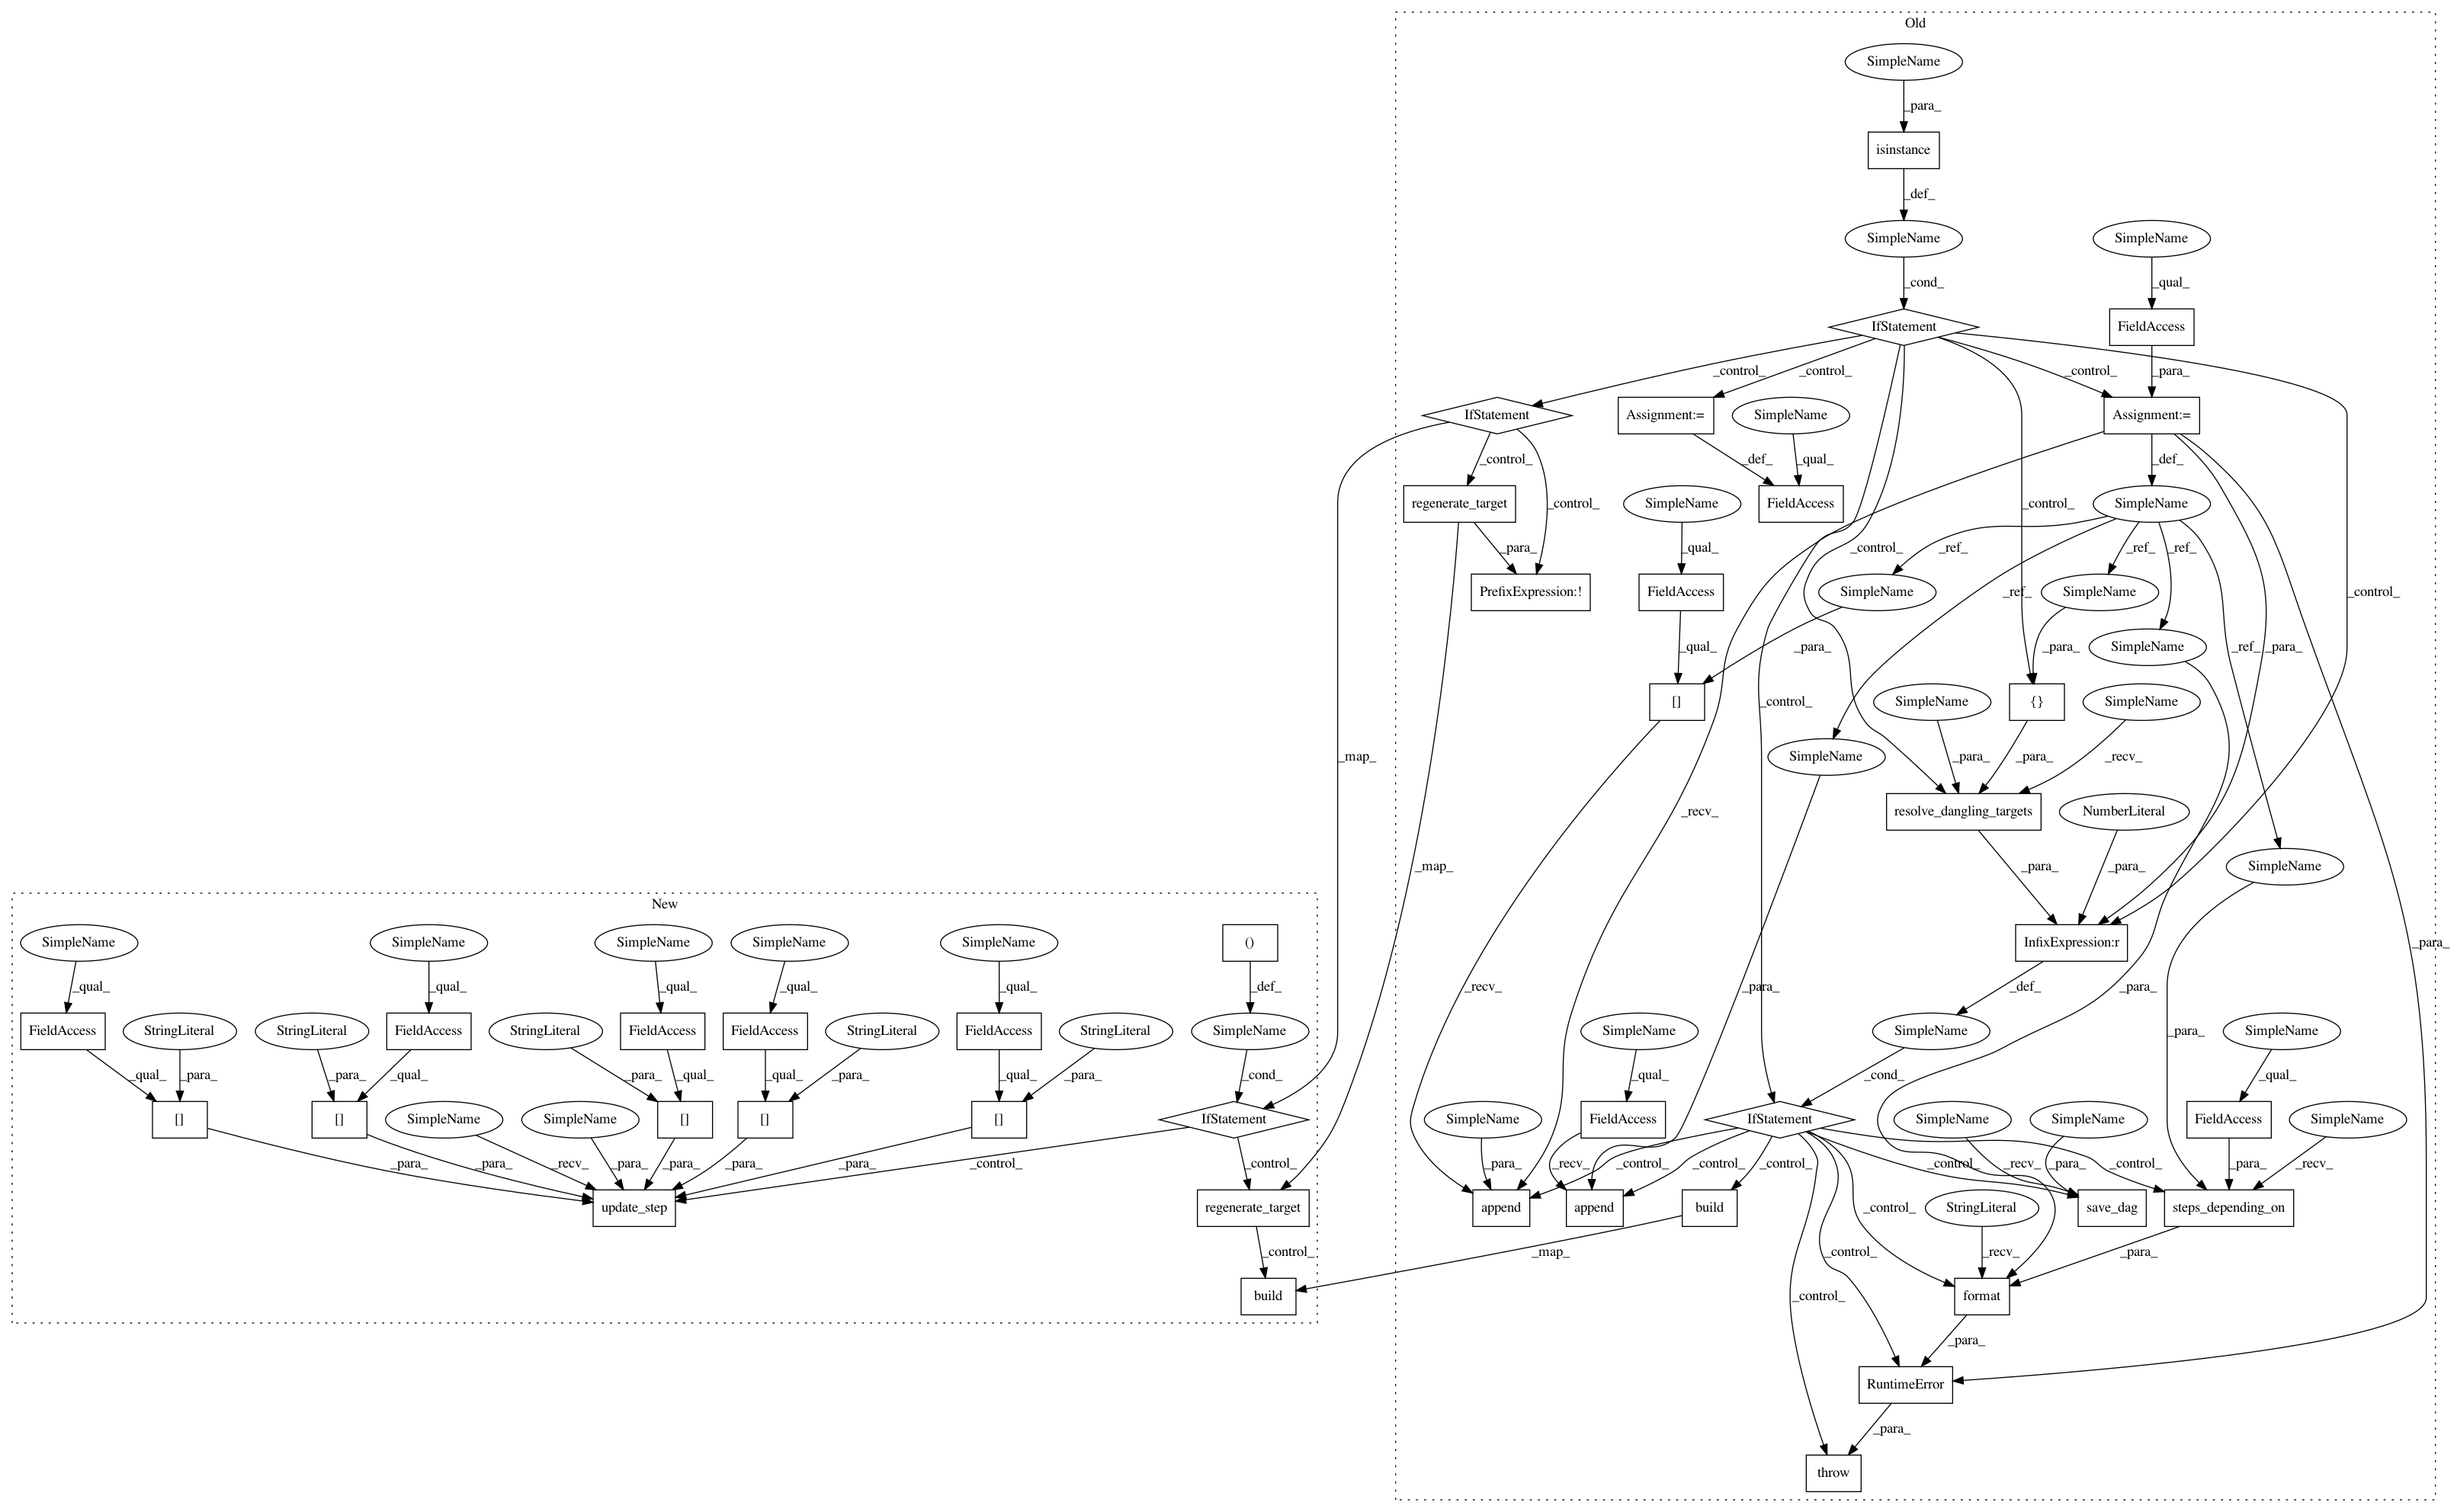 Old
SimpleName
_para_
isinstance
_def_
SimpleName
SimpleName
_cond_
_qual_
IfStatement
FieldAccess
_control_
_control_
_control_
_para_
IfStatement
Assignment:=
SimpleName
Assignment:=
_control_
_def_
_qual_
_def_
regenerate_target
_control_
SimpleName
FieldAccess
_control_
SimpleName
_para_
_qual_
_control_
_ref_
_ref_
_ref_
PrefixExpression:!
FieldAccess
SimpleName
_ref_
SimpleName
_control_
SimpleName
_qual_
_para_
_para_
_ref_
_para_
[]
_control_
SimpleName
{}
SimpleName
_map_
SimpleName
_para_
_para_
_recv_
_recv_
resolve_dangling_targets
NumberLiteral
_map_
_para_
_para_
SimpleName
New
SimpleName
SimpleName
SimpleName
SimpleName
SimpleName
()
InfixExpression:r
_para_
_qual_
_qual_
_qual_
_qual_
_qual_
_def_
_recv_
_para_
_def_
_para_
_para_
FieldAccess
StringLiteral
StringLiteral
FieldAccess
StringLiteral
FieldAccess
FieldAccess
StringLiteral
FieldAccess
StringLiteral
SimpleName
SimpleName
SimpleName
SimpleName
_qual_
_para_
_para_
_qual_
_para_
_qual_
_qual_
_para_
_qual_
_para_
_cond_
_qual_
_cond_
_qual_
[]
[]
SimpleName
SimpleName
[]
[]
[]
IfStatement
SimpleName
FieldAccess
IfStatement
SimpleName
SimpleName
FieldAccess
SimpleName
_para_
_para_
_recv_
_para_
_para_
_para_
_para_
_control_
_control_
_para_
_recv_
_control_
_control_
_control_
_control_
_recv_
_para_
_control_
_para_
_recv_
update_step
regenerate_target
append
append
build
StringLiteral
save_dag
steps_depending_on
_control_
_map_
_control_
_control_
_recv_
_para_
build
_control_
format
_para_
RuntimeError
_para_
throw